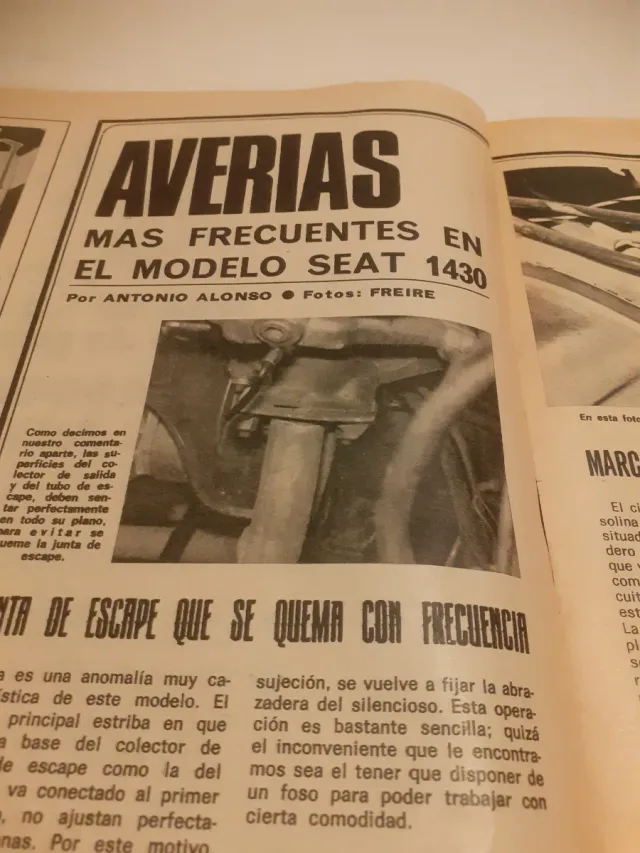 AVERIAS
MAS FRECUENTES EN
EL MODELO SEAT 1430
Por ANTONIO ALONSO ● Fotos: FREIRE
Como decimos en
nuestro comenta-
rio aparte, las su-
perficies del co-
lector de salida
y del tubo de es-
cape, deben sen-
tar perfectamente
en todo su plano,
para evitar se
queme la junta de
escape.
NTA DE ESCAPE QUE SE QUEMA CON FRECUENCIA
a es una anomalía muy ca-
ística de este modelo. El
principal estriba en que
a base del colector de
de escape como la del
va conectado al primer
, no ajustan perfecta-
anas. Por este motivo,
sujeción, se vuelve a fijar la abra-
zadera del silencioso. Esta opera-
ción es bastante sencilla; quizá
el inconveniente que le encontra-
mos sea el tener que disponer de
un foso para poder trabajar con
cierta comodidad.
En esta foto
MARC
El ci
solina
situad
dero
que v
com
cuit
est
La
pl
se
r